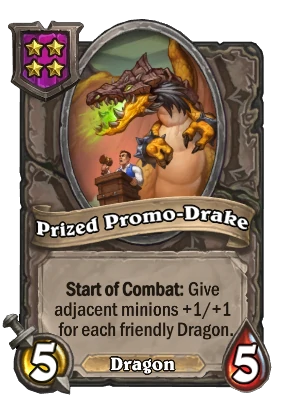 Prized Promo-Drake
Start of Combat: Give
adjacent minions +1/+1
for each friendly Dragon.
5
Dragon
5